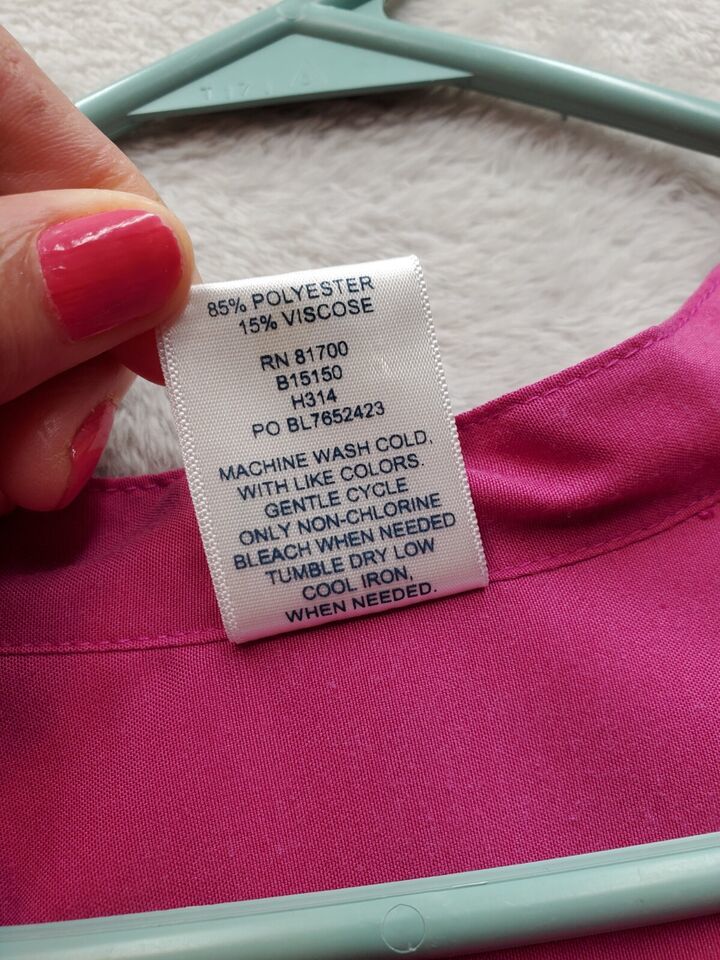 85% POLYESTER
15% VISCOSE
RN 81700
B15150
H314
PO BL7652423
MACHINE WASH COLD,
WITH LIKE COLORS.
GENTLE CYCLE
ONLY NON-CHLORINE
BLEACH WHEN NEEDED
TUMBLE DRY LOW
COOL IRON,
WHEN NEEDED.